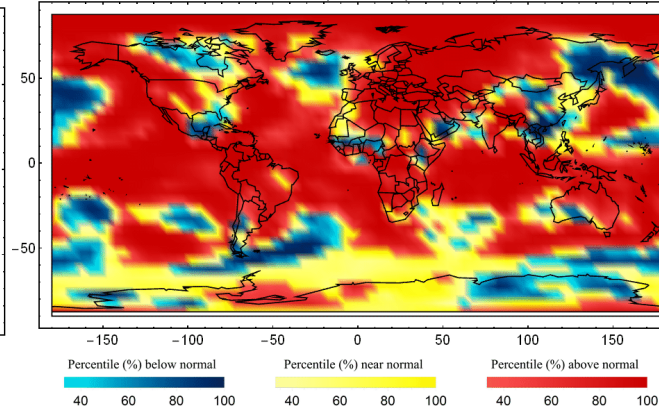 50
0
−50
−150 −100 −50 0 50 100 150
Percentile (%) below normal Percentile (%) near normal Percentile (%) above normal
40 60 80 100 40 60 80 100 40 60 80 100